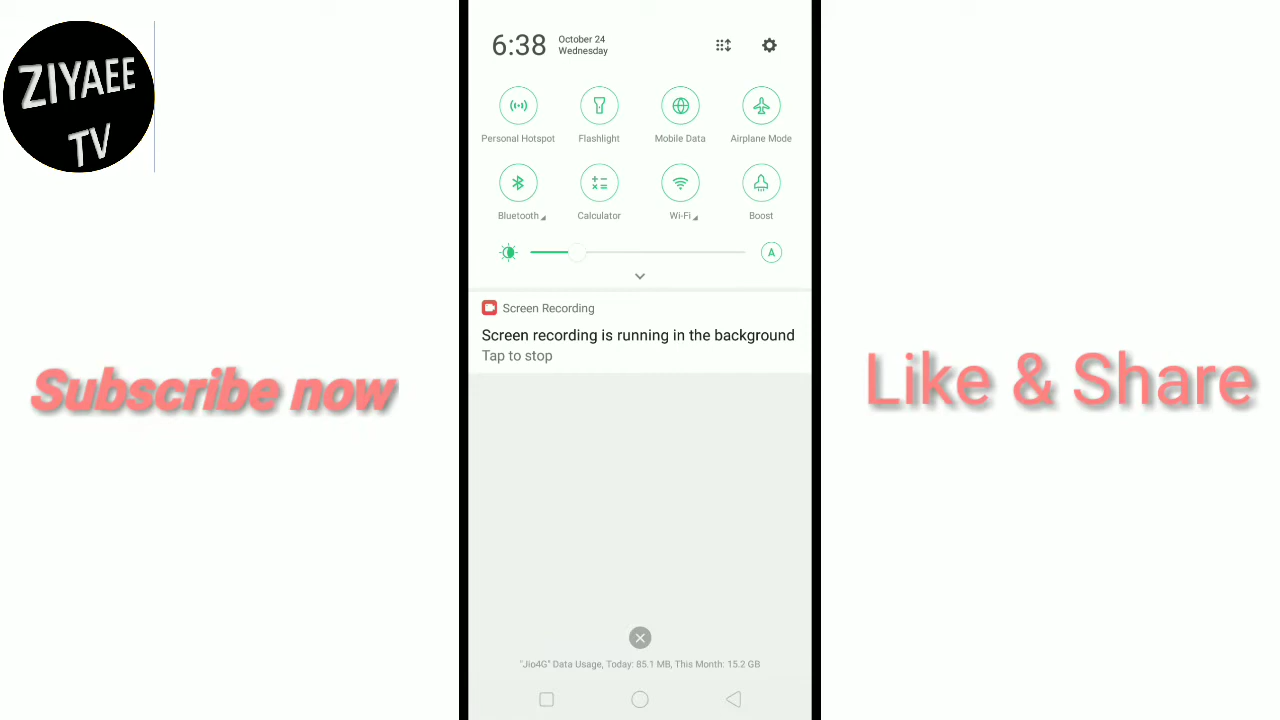 ZIYAEE
TV
6:38
October 24
Wednesday
Personal Hotspot
Flashlight
Mobile Data
Airplane Mode
Bluetooth
Calculator
Wi-Fi
Boost
A
Screen Recording
Screen recording is running in the background
Tap to stop
Subscribe now
Like & Share
"Jio4G" Data Usage, Today: 85.1 MB, This Month: 15.2 GB